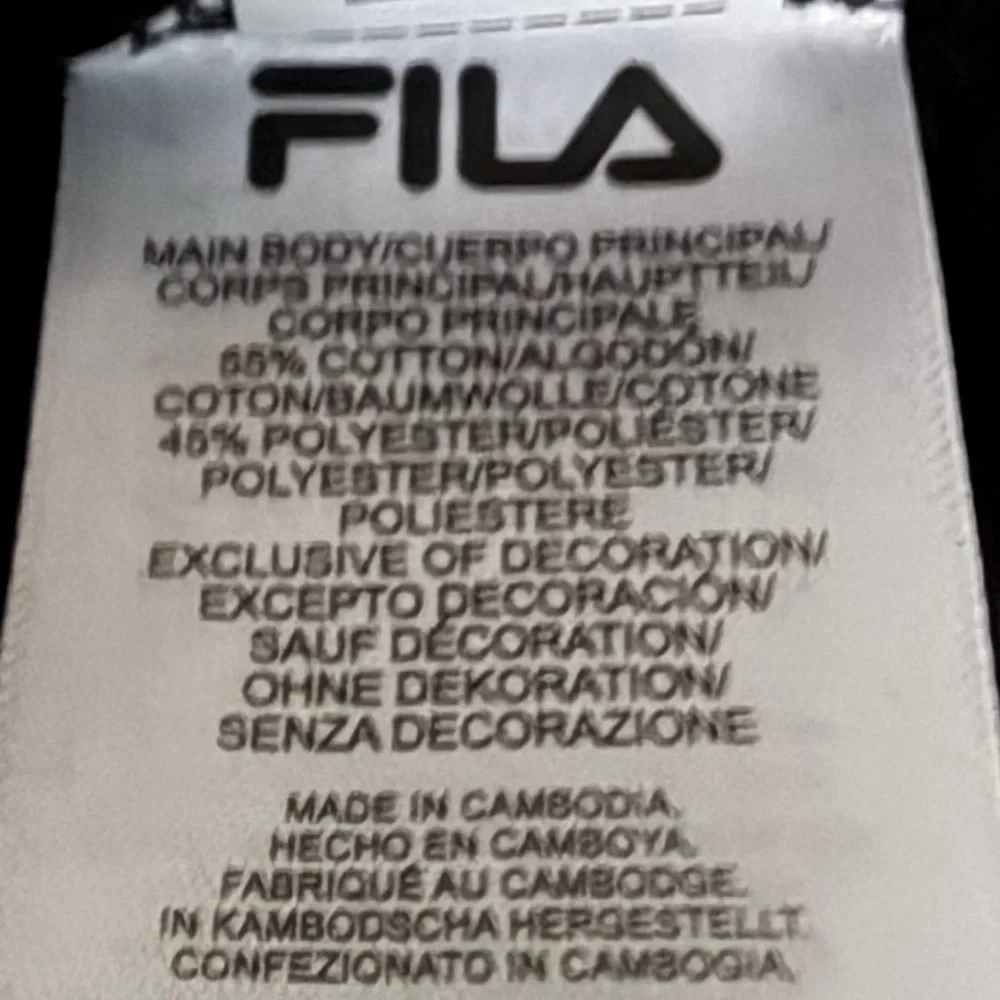 FILA
MAIN BODY/CUERPO PRINCIPAL/
CORPS PRINCIPAL/HAUPTTEIL/
CORPO PRINCIPALE
55% COTTON/ALGODÓN/
COTON/BAUMWOLLE/COTONE
45% POLYESTER/POLIÉSTER/
POLYESTER/POLYESTER/
POLIESTERE
EXCLUSIVE OF DECORATION/
EXCEPTO DECORACIÓN/
SAUF DÉCORATION/
OHNE DEKORATION/
SENZA DECORAZIONE
MADE IN CAMBODIA.
HECHO EN CAMBOYA.
FABRIQUÉ AU CAMBODGE.
IN KAMBODSCHA HERGESTELLT.
CONFEZIONATO IN CAMBOGIA.